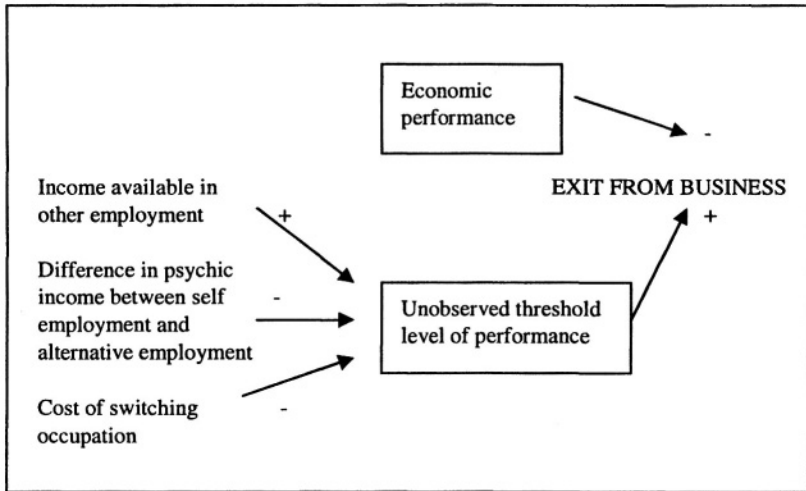 Economic
performance
-
Income available in
other employment
+
EXIT FROM BUSINESS
+
Difference in psychic
income between self
employment and
alternative employment
-
Unobserved threshold
level of performance
Cost of switching
occupation
-